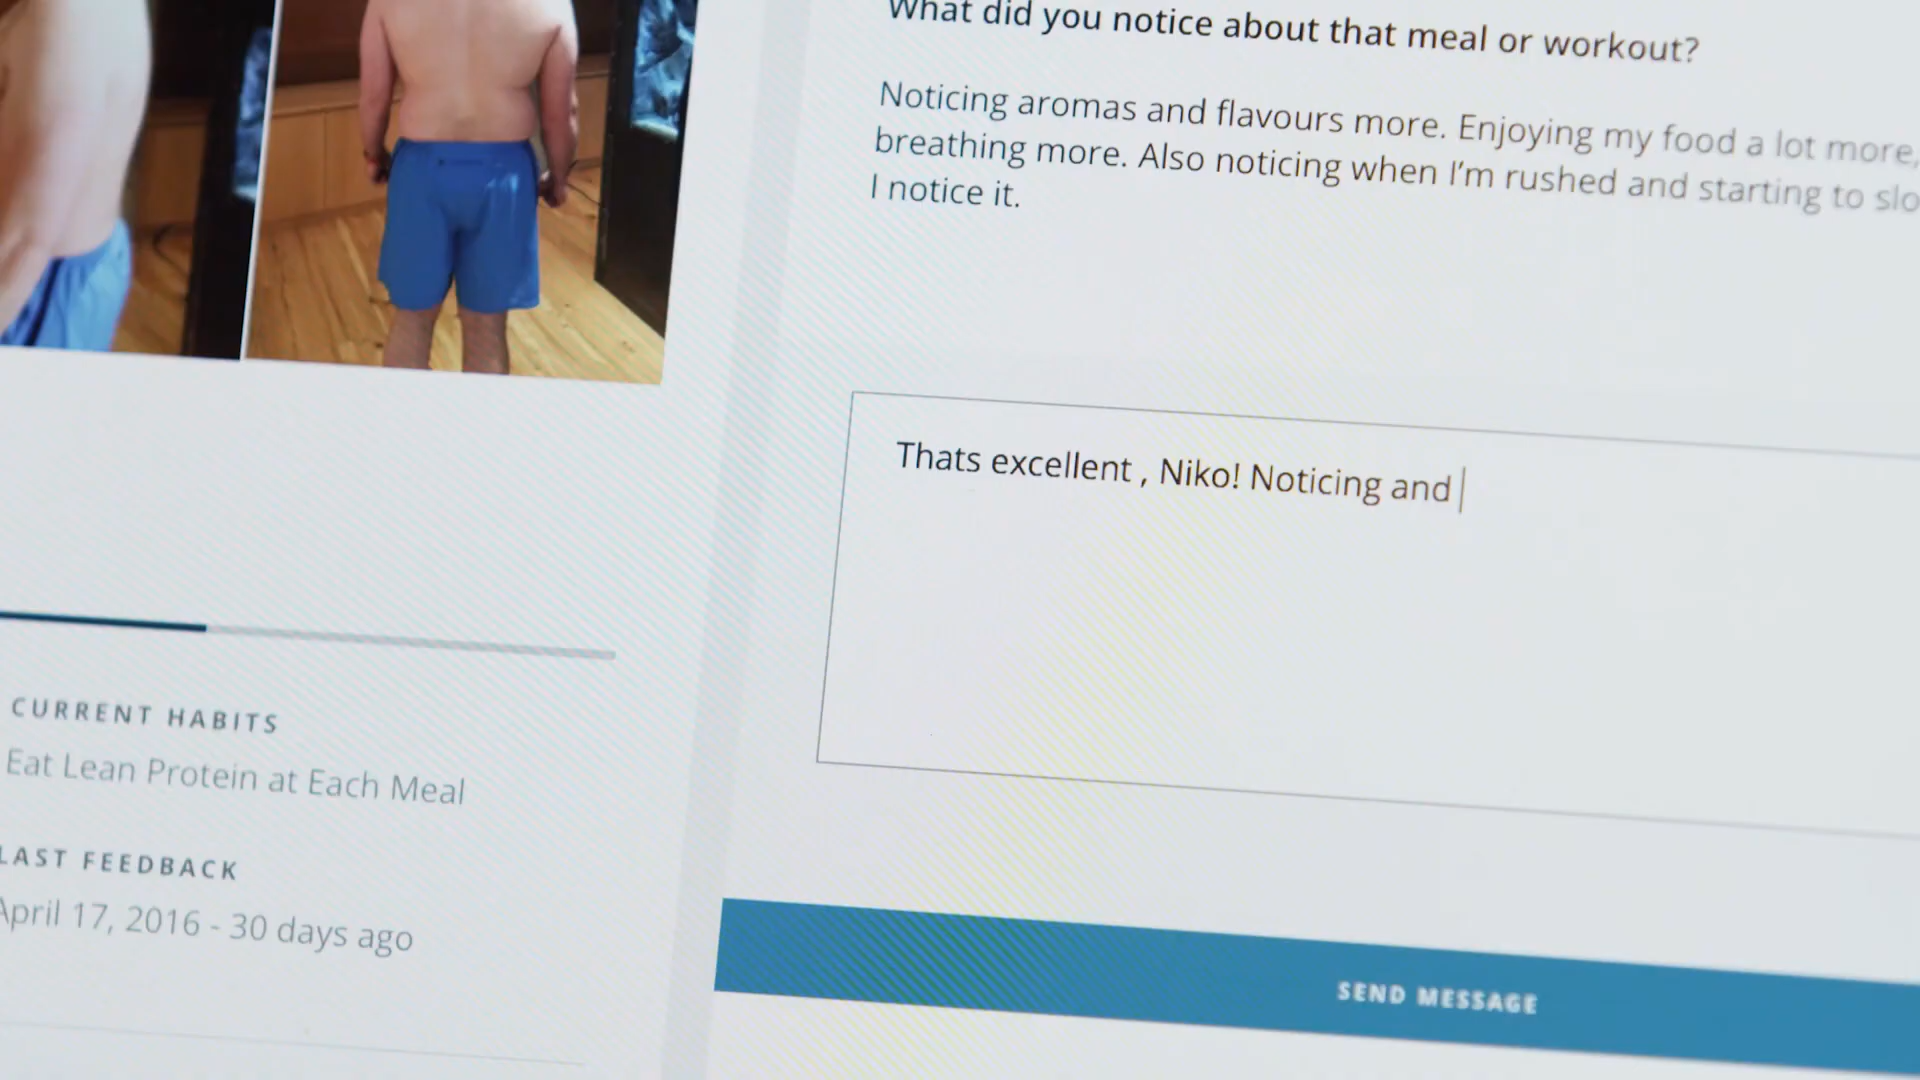 What did you notice about that meal or workout?
Noticing aromas and flavours more. Enjoying my food a lot more,
breathing more. Also noticing when I'm rushed and starting to slo
I notice it.
Thats excellent , Niko! Noticing and
SEND MESSAGE
CURRENT HABITS
Eat Lean Protein at Each Meal
LAST FEEDBACK
April 17, 2016 - 30 days ago